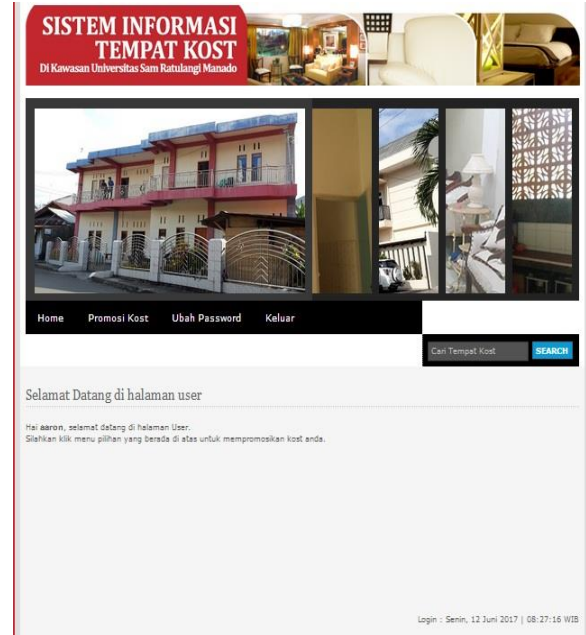 SISTEM INFORMASI
TEMPAT KOST
Di Kawasan Universitas Sam Ratulangi Manado
Home Promosi Kost Ubah Password Keluar
Cari Tempat Kost SEARCH
Selamat Datang di halaman user
Hai aaron, selamat datang di halaman User.
Silahkan klik menu pilihan yang berada di atas untuk mempromosikan kost anda.
Login : Senin, 12 Juni 2017 | 08:27:16 WIB